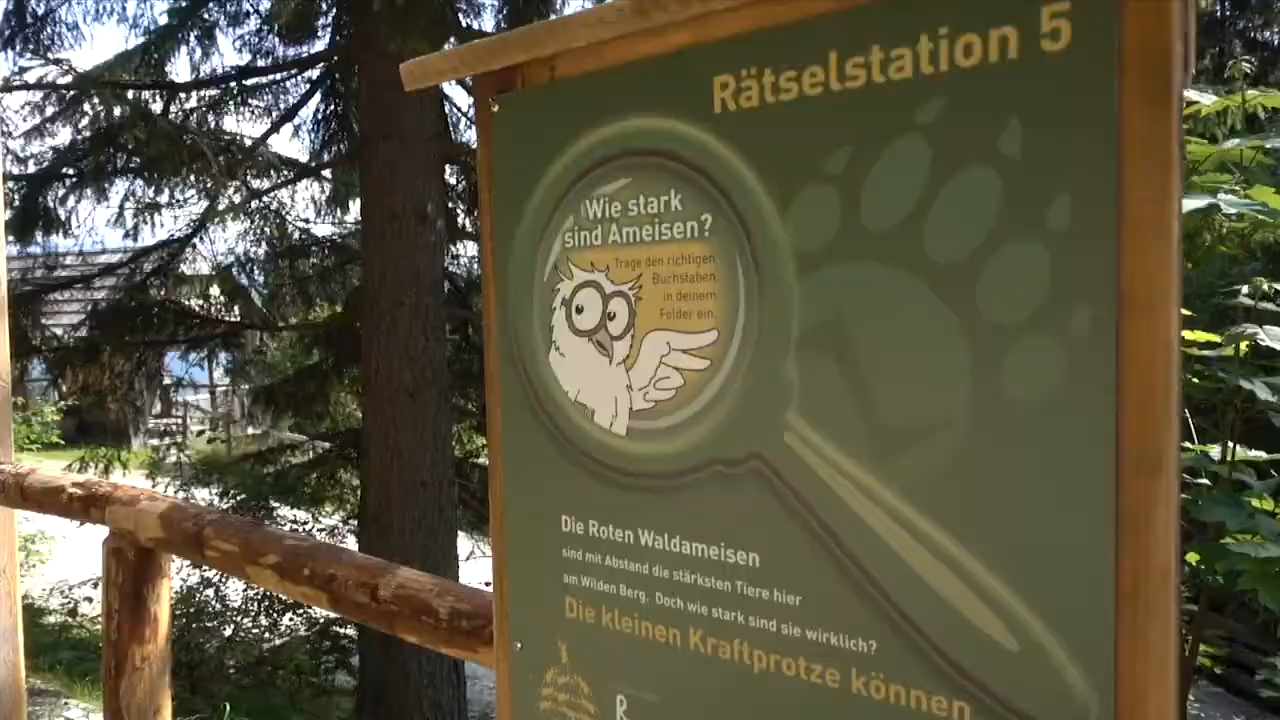 Rätselstation 5
Wie stark
sind Ameisen?
Trage den richtigen
Buchstaben
in deinem
Folder ein.
Die Roten Waldameisen
sind mit Abstand die stärksten Tiere hier
am Wilden Berg. Doch wie stark sind sie wirklich?
Die kleinen Kraftprotze können
R